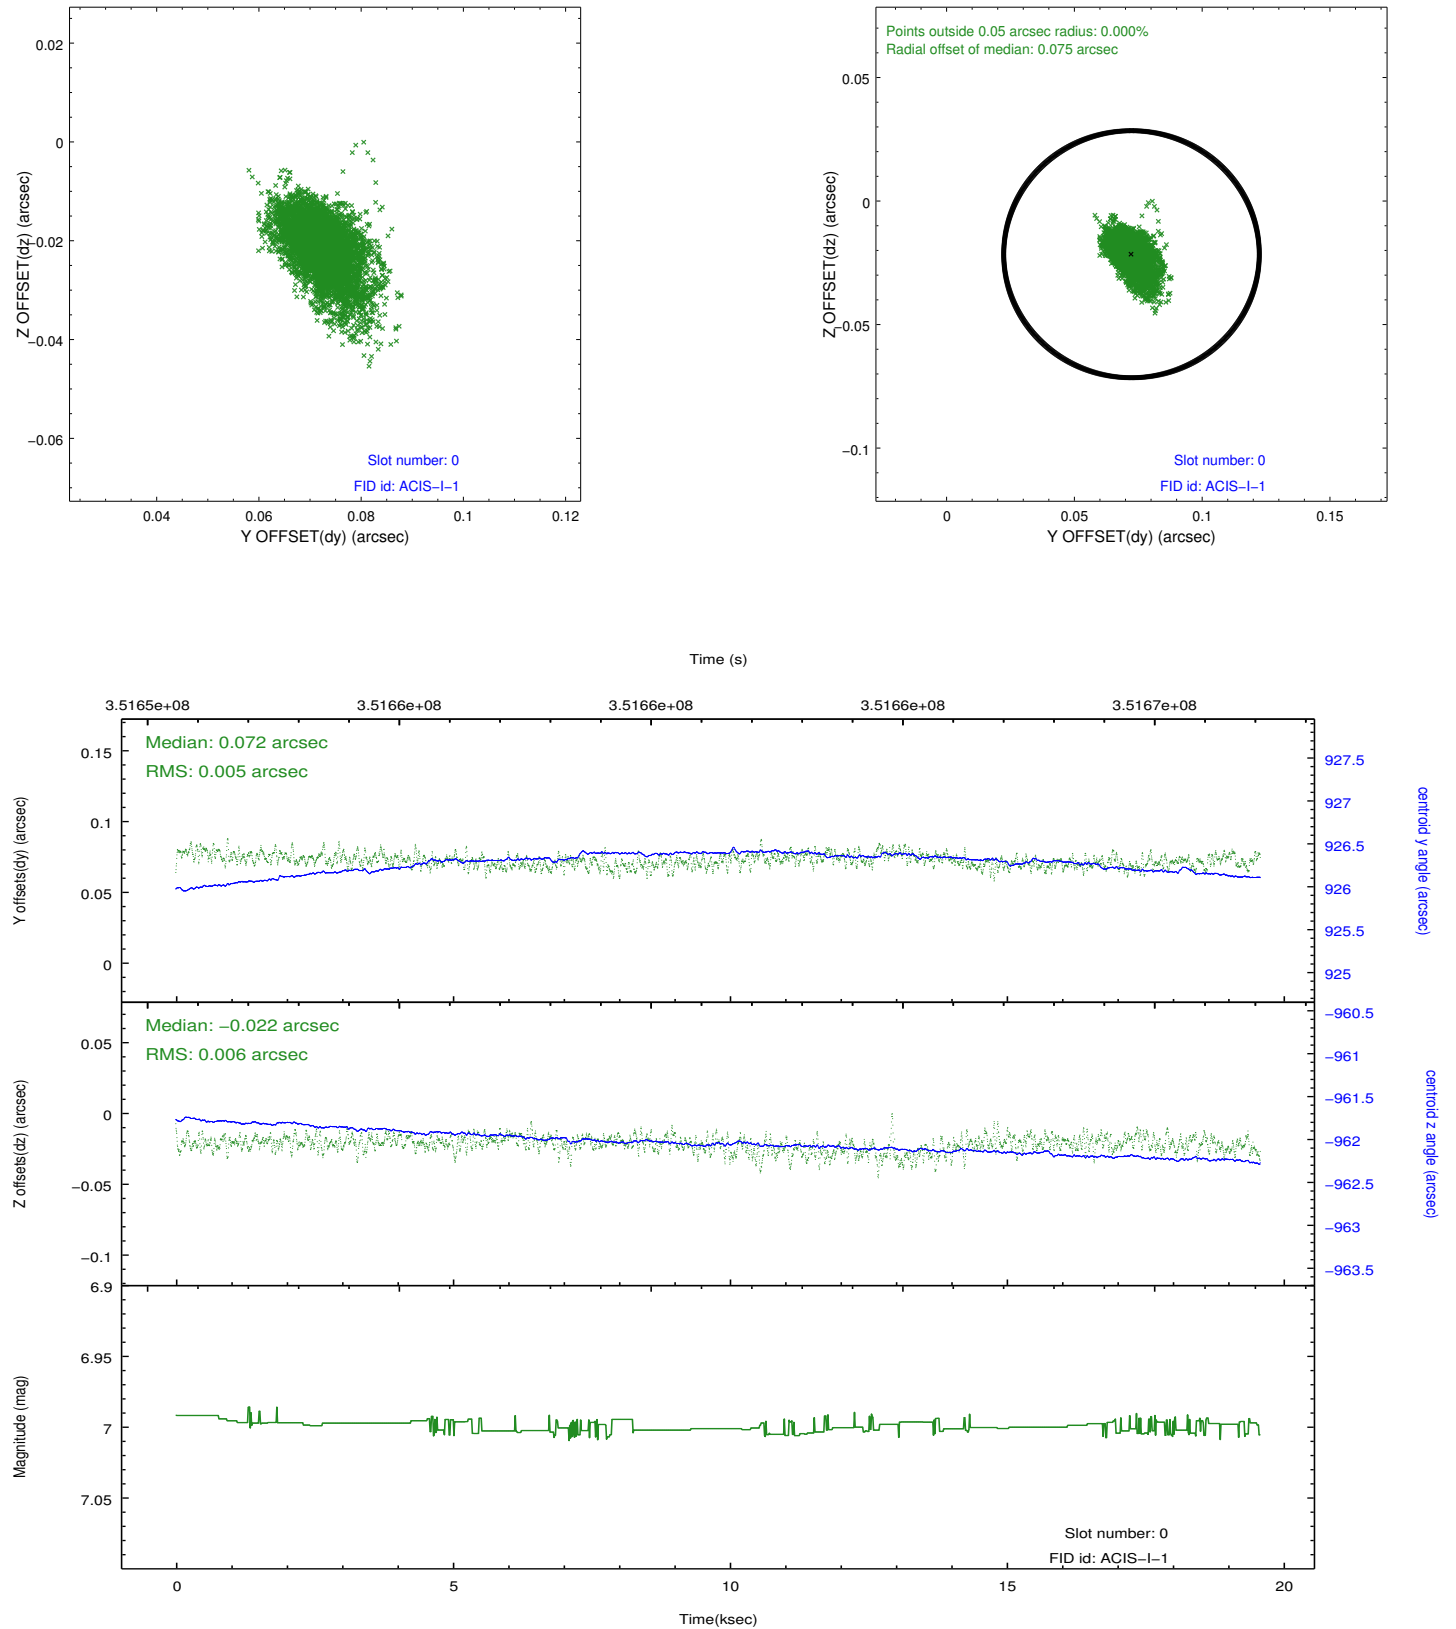 0.02
0
−0.02
−0.04
−0.06
Z OFFSET(dz) (arcsec)
Slot number: 0
FID id: ACIS−I−1
0.04 0.06 0.08 0.1 0.12
Y OFFSET(dy) (arcsec)
Points outside 0.05 arcsec radius: 0.000%
Radial offset of median: 0.075 arcsec
0.05
0
−0.05
−0.1
Z OFFSET(dz) (arcsec)
Slot number: 0
FID id: ACIS−I−1
0 0.05 0.1 0.15
Y OFFSET(dy) (arcsec)
Time (s)
3.5165e+08 3.5166e+08 3.5166e+08 3.5166e+08 3.5167e+08
Median: 0.072 arcsec
RMS: 0.005 arcsec
0.15
0.1
0.05
0
Y offsets(dy) (arcsec)
927.5
927
926.5
926
925.5
925
centroid y angle (arcsec)
Median: −0.022 arcsec
RMS: 0.006 arcsec
0.05
0
−0.05
−0.1
Z offsets(dz) (arcsec)
−960.5
−961
−961.5
−962
−962.5
−963
−963.5
centroid z angle (arcsec)
6.9
6.95
7
7.05
Magnitude (mag)
Slot number: 0
FID id: ACIS−I−1
0 5 10 15 20
Time(ksec)